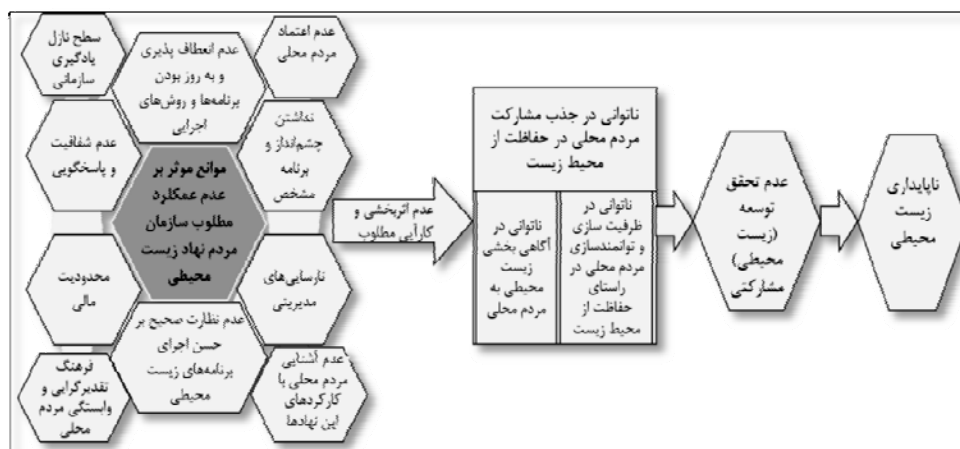 سطح نازل
یادگیری
سازمانی
عدم انعطاف پذیری
و به روز بودن
برنامه‌ها و روش‌های
اجرایی
عدم اعتماد
مردم محلی
عدم شفافیت
و پاسخگویی
نداشتن
چشم‌انداز و
برنامه
مشخص
موانع موثر بر
عدم عمکلرد
مطلوب سازمان
مردم نهاد زیست
محیطی
محدودیت
مالی
نارسایی‌های
مدیریتی
فرهنگ
تقدیرگرایی و
وابستگی مردم
محلی
عدم نظارت صحیح بر
حسن اجرای
برنامه‌های زیست
محیطی
عدم آشنایی
مردم محلی با
کارکردهای
این نهادها
عدم اثربخشی و
کارآیی مطلوب
ناتوانی در جذب مشارکت
مردم محلی در حفاظت از
محیط زیست
ناتوانی در
ظرفیت سازی
و توانمندسازی
مردم محلی در
راستای
حفاظت از
محیط زیست
ناتوانی در
آگاهی بخشی
زیست
محیطی به
مردم محلی
عدم تحقق
توسعه
(زیست
محیطی)
مشارکتی
ناپایداری
زیست
محیطی